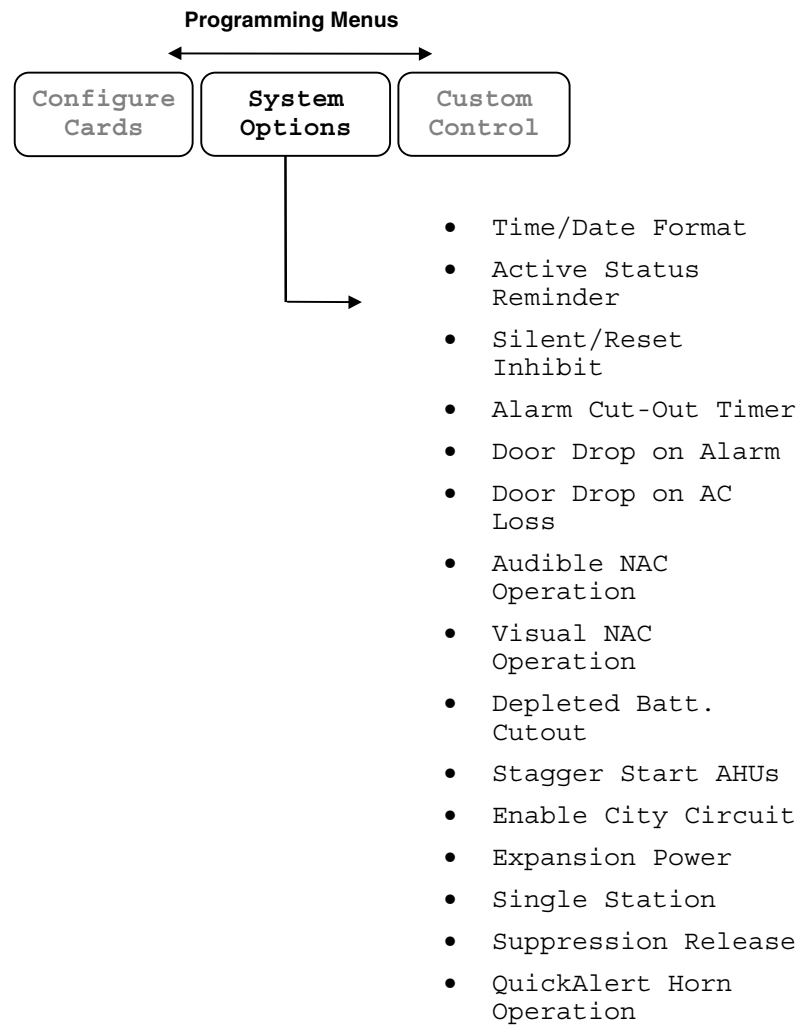 Programming Menus
Configure
Cards
System
Options
Custom
Control
• Time/Date Format
• Active Status
Reminder
• Silent/Reset
Inhibit
• Alarm Cut-Out Timer
• Door Drop on Alarm
• Door Drop on AC
Loss
• Audible NAC
Operation
• Visual NAC
Operation
• Depleted Batt.
Cutout
• Stagger Start AHUs
• Enable City Circuit
• Expansion Power
• Single Station
• Suppression Release
• QuickAlert Horn
Operation